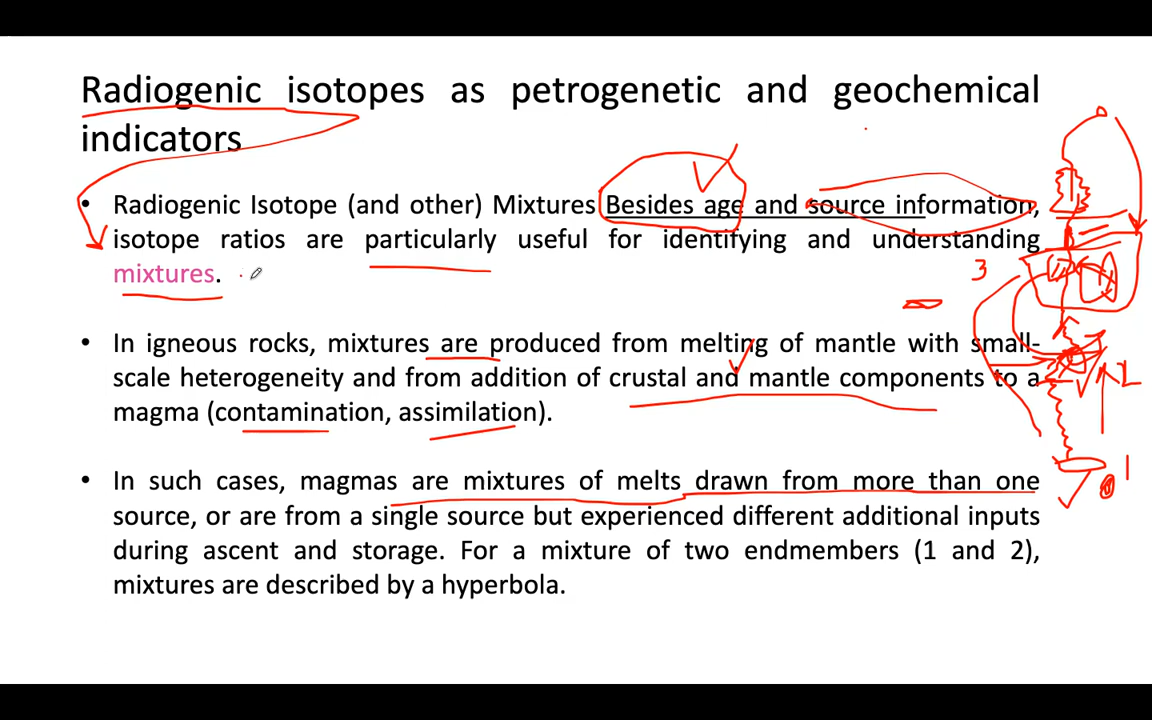 Radiogenic isotopes as petrogenetic and geochemical
indicators
• Radiogenic Isotope (and other) Mixtures Besides age and source information,
isotope ratios are particularly useful for identifying and understanding
mixtures.
3
• In igneous rocks, mixtures are produced from melting of mantle with small-
scale heterogeneity and from addition of crustal and mantle components to a
magma (contamination, assimilation).
2
1
• In such cases, magmas are mixtures of melts drawn from more than one
source, or are from a single source but experienced different additional inputs
during ascent and storage. For a mixture of two endmembers (1 and 2),
mixtures are described by a hyperbola.